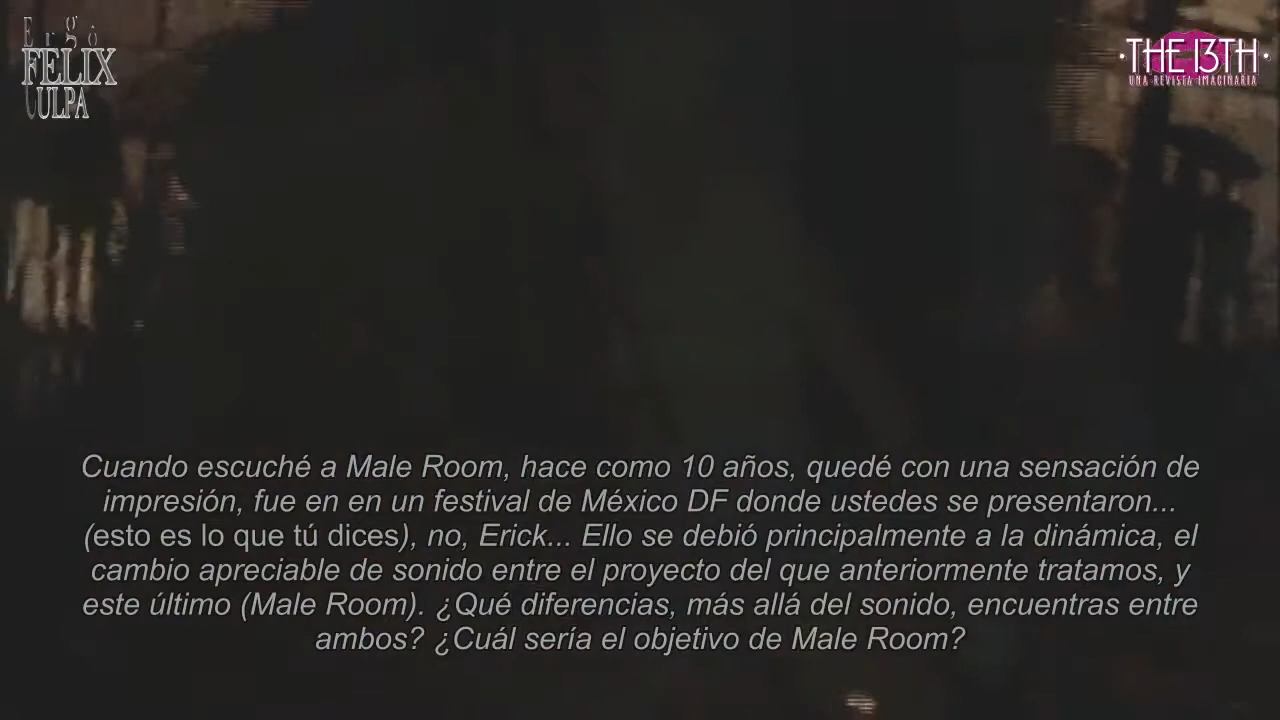 Ergô
FELIX
CULPA
·THE 13TH·
UNA REVISTA IMAGINARIA
Cuando escuché a Male Room, hace como 10 años, quedé con una sensación de
impresión, fue en en un festival de México DF donde ustedes se presentaron...
(esto es lo que tú dices), no, Erick... Ello se debió principalmente a la dinámica, el
cambio apreciable de sonido entre el proyecto del que anteriormente tratamos, y
este último (Male Room). ¿Qué diferencias, más allá del sonido, encuentras entre
ambos? ¿Cuál sería el objetivo de Male Room?